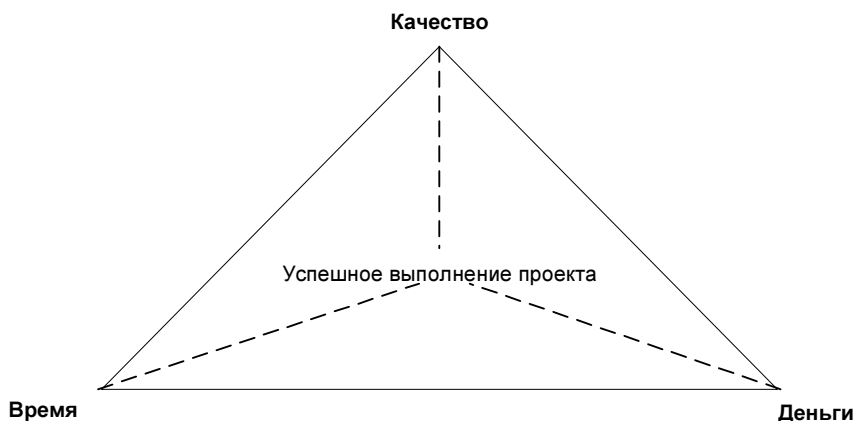 Качество
Успешное выполнение проекта
Время
Деньги